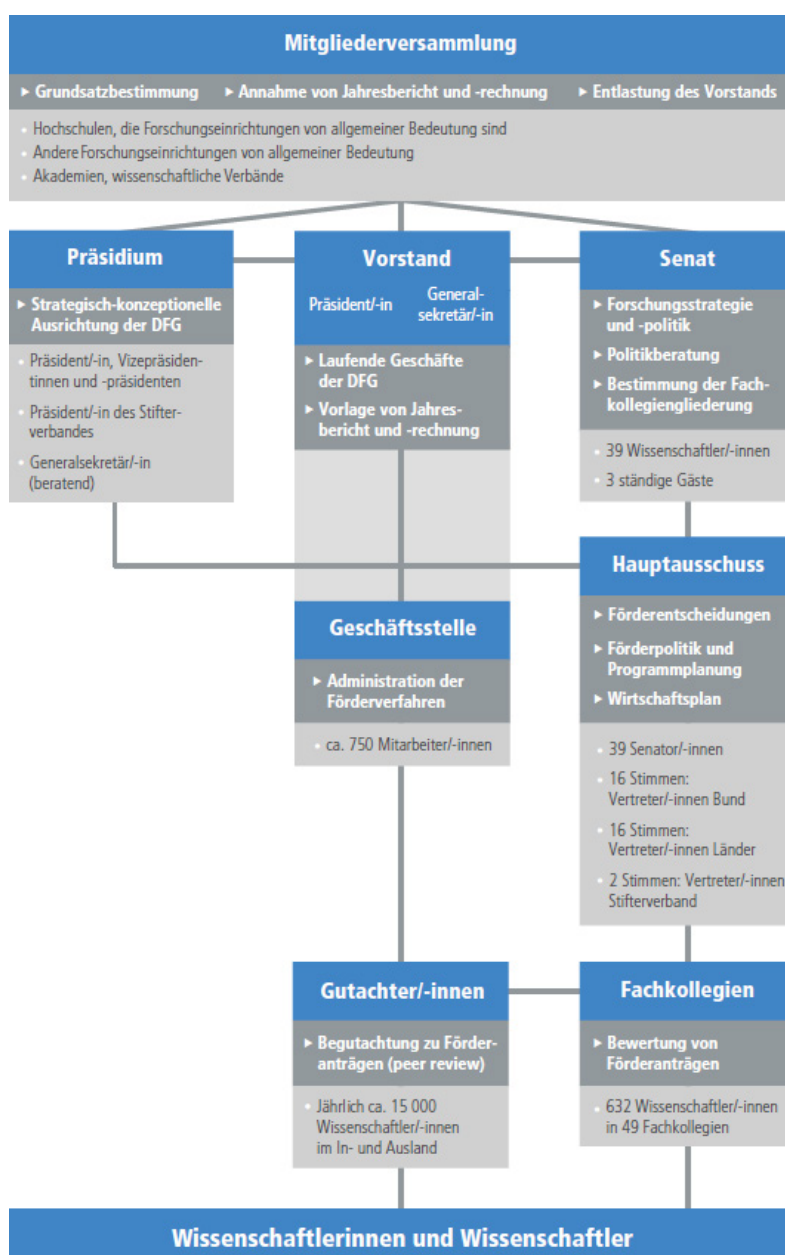 Mitgliederversammlung
▸ Grundsatzbestimmung ▸ Annahme von Jahresbericht und -rechnung ▸ Entlastung des Vorstands
• Hochschulen, die Forschungseinrichtungen von allgemeiner Bedeutung sind
• Andere Forschungseinrichtungen von allgemeiner Bedeutung
• Akademien, wissenschaftliche Verbände
Präsidium
▸ Strategisch-konzeptionelle
Ausrichtung der DFG
• Präsident/-in, Vizepräsiden-
tinnen und -präsidenten
• Präsident/-in des Stifter-
verbandes
• Generalsekretär/-in
(beratend)
Vorstand
Präsident/-in
General-
sekretär/-in
▸ Laufende Geschäfte
der DFG
▸ Vorlage von Jahres-
bericht und -rechnung
Senat
▸ Forschungsstrategie
und -politik
▸ Politikberatung
▸ Bestimmung der Fach-
kollegiengliederung
• 39 Wissenschaftler/-innen
• 3 ständige Gäste
Hauptausschuss
▸ Förderentscheidungen
▸ Förderpolitik und
Programmplanung
▸ Wirtschaftsplan
• 39 Senator/-innen
• 16 Stimmen:
Vertreter/-innen Bund
• 16 Stimmen:
Vertreter/-innen Länder
• 2 Stimmen: Vertreter/-innen
Stifterverband
Geschäftsstelle
▸ Administration der
Förderverfahren
• ca. 750 Mitarbeiter/-innen
Gutachter/-innen
▸ Begutachtung zu Förder-
anträgen (peer review)
• Jährlich ca. 15 000
Wissenschaftler/-innen
im In- und Ausland
Fachkollegien
▸ Bewertung von
Förderanträgen
• 632 Wissenschaftler/-innen
in 49 Fachkollegien
Wissenschaftlerinnen und Wissenschaftler